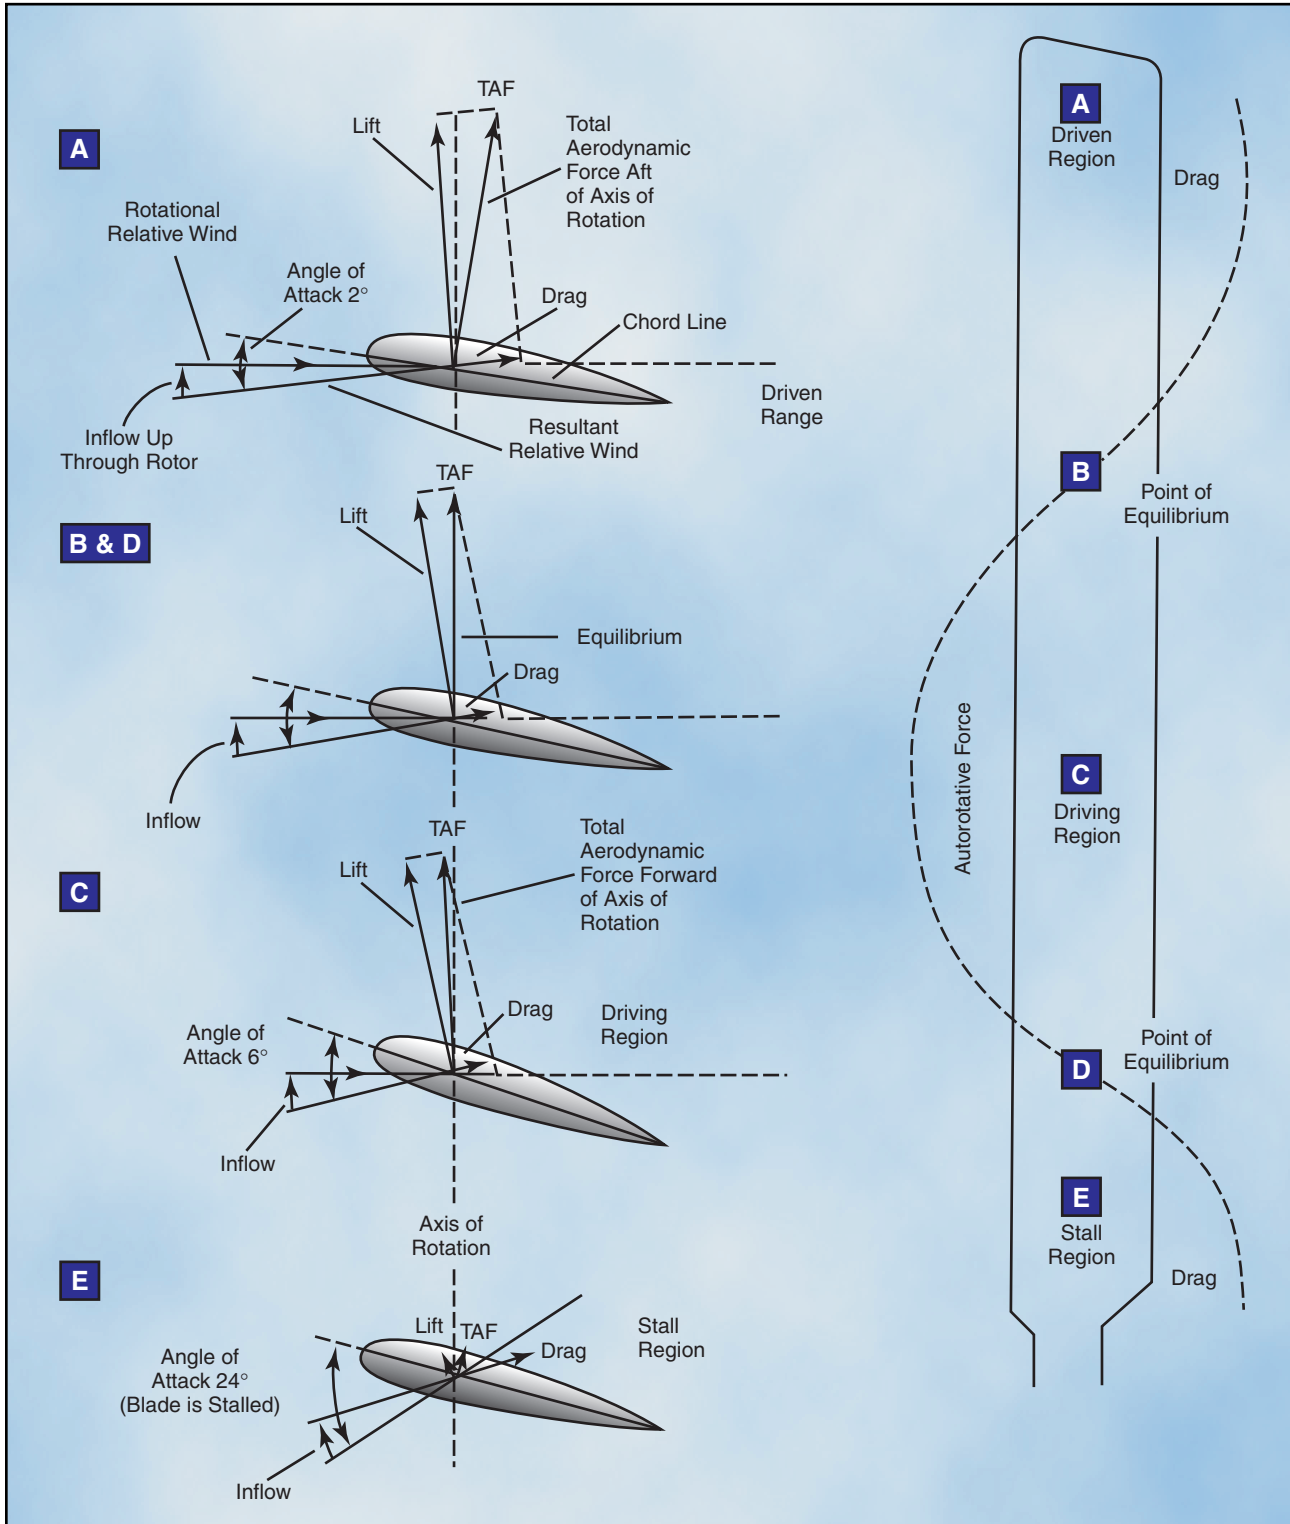 A
Lift
TAF
Total
Aerodynamic
Force Aft
of Axis of
Rotation
Rotational
Relative Wind
Angle of
Attack 2°
Drag
Chord Line
Driven
Range
Inflow Up
Through Rotor
Resultant
Relative Wind
B & D
TAF
Lift
Equilibrium
Drag
Inflow
C
TAF
Lift
Total
Aerodynamic
Force Forward
of Axis of
Rotation
Angle of
Attack 6°
Drag
Driving
Region
Inflow
Axis of
Rotation
E
Lift
TAF
Drag
Stall
Region
Angle of
Attack 24°
(Blade is Stalled)
Inflow
A
Driven
Region
Drag
B
Point of
Equilibrium
Autorotative Force
C
Driving
Region
Point of
Equilibrium
D
E
Stall
Region
Drag